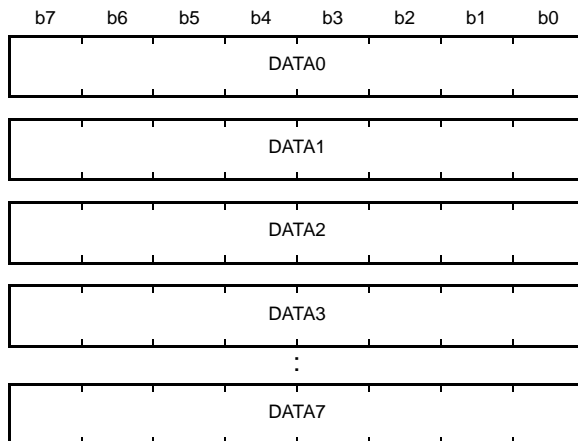 b7 b6 b5 b4 b3 b2 b1 b0
DATA0
DATA1
DATA2
DATA3
:
DATA7